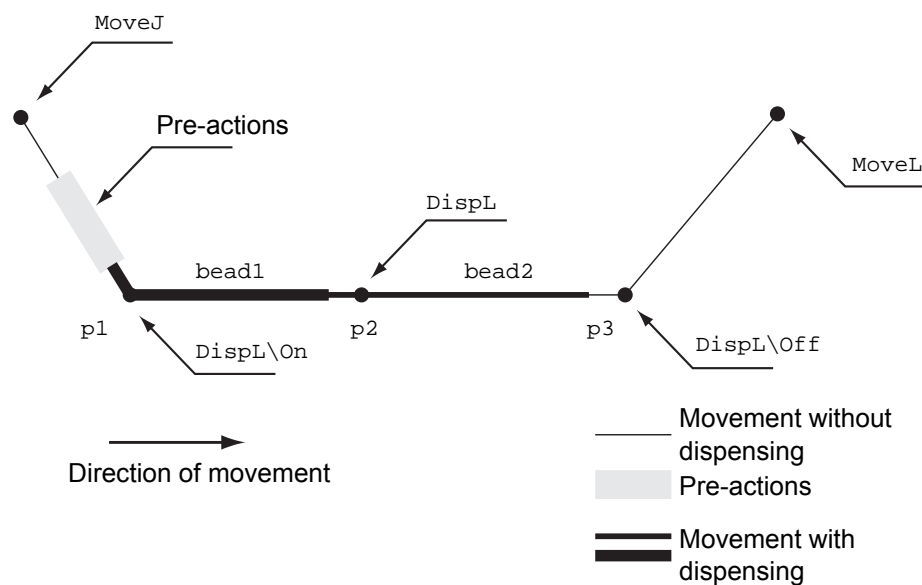 MoveJ
Pre-actions
MoveL
DispL
bead1
bead2
p1
p2
p3
DispL\On
DispL\Off
Direction of movement
Movement without
dispensing
Pre-actions
Movement with
dispensing